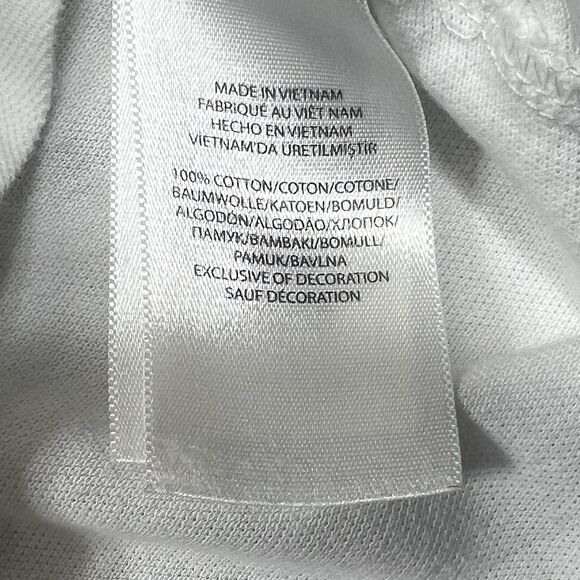 MADE IN VIETNAM
FABRIQUÉ AU VIÊT NAM
HECHO EN VIETNAM
VIETNAM'DA ÜRETILMIŞTIR
100% COTTON/COTON/COTONE/
BAUMWOLLE/KATOEN/BOMULD/
ALGODÓN/ALGODÃO/ХЛОПОК/
ПАМУК/BAMBAKI/BOMULL/
PAMUK/BAVLNA
EXCLUSIVE OF DECORATION
SAUF DÉCORATION